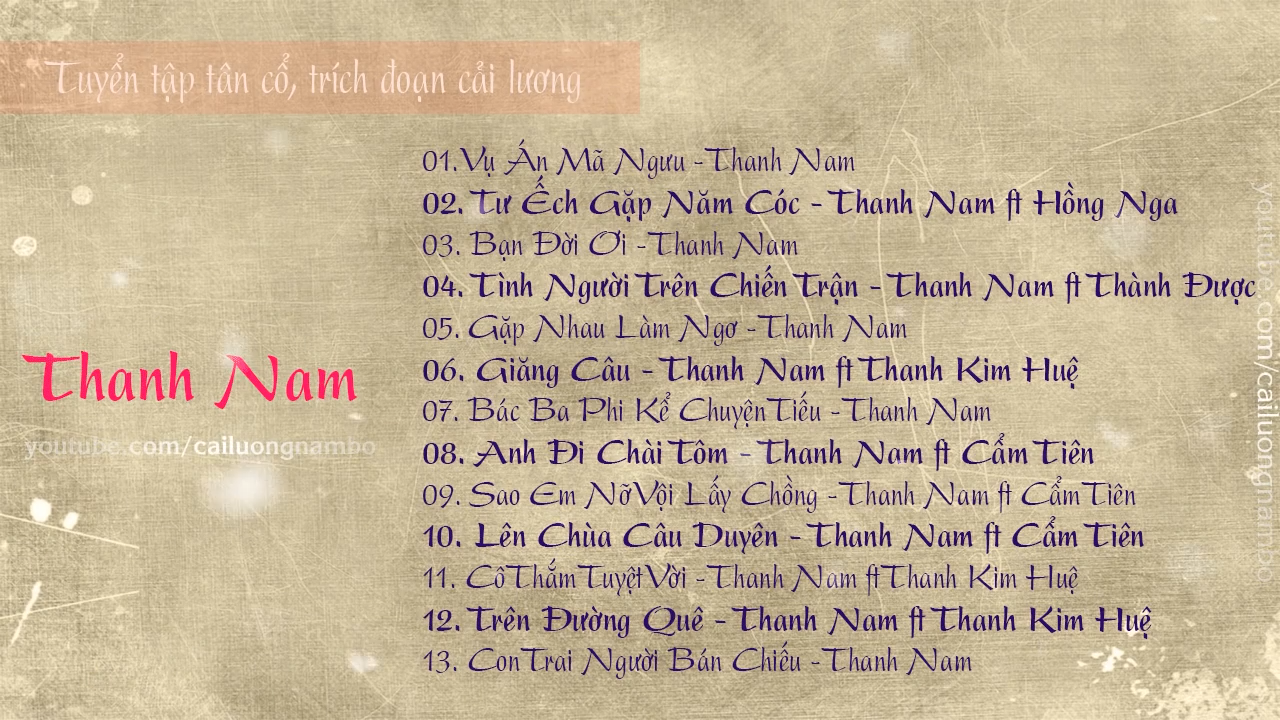 Tuyển tập tân cổ, trích đoạn cải lương
01. Vụ Án Mã Ngưu - Thanh Nam
02. Tư Ếch Gặp Năm Cóc - Thanh Nam ft Hồng Nga
03. Bạn Đời Ơi - Thanh Nam
04. Tình Người Trên Chiến Trận - Thanh Nam ft Thành Được
05. Gặp Nhau Làm Ngơ - Thanh Nam
06. Giăng Câu - Thanh Nam ft Thanh Kim Huệ
07. Bác Ba Phi Kể Chuyện Tiếu - Thanh Nam
08. Anh Đi Chài Tôm - Thanh Nam ft Cẩm Tiên
09. Sao Em Nỡ Vội Lấy Chồng - Thanh Nam ft Cẩm Tiên
10. Lên Chùa Câu Duyên - Thanh Nam ft Cẩm Tiên
11. Cô Thắm Tuyệt Vời - Thanh Nam ft Thanh Kim Huệ
12. Trên Đường Quê - Thanh Nam ft Thanh Kim Huệ
13. Con Trai Người Bán Chiếu - Thanh Nam
Thanh Nam
youtube.com/cailuongnambo
youtube.com/cailuongnambo